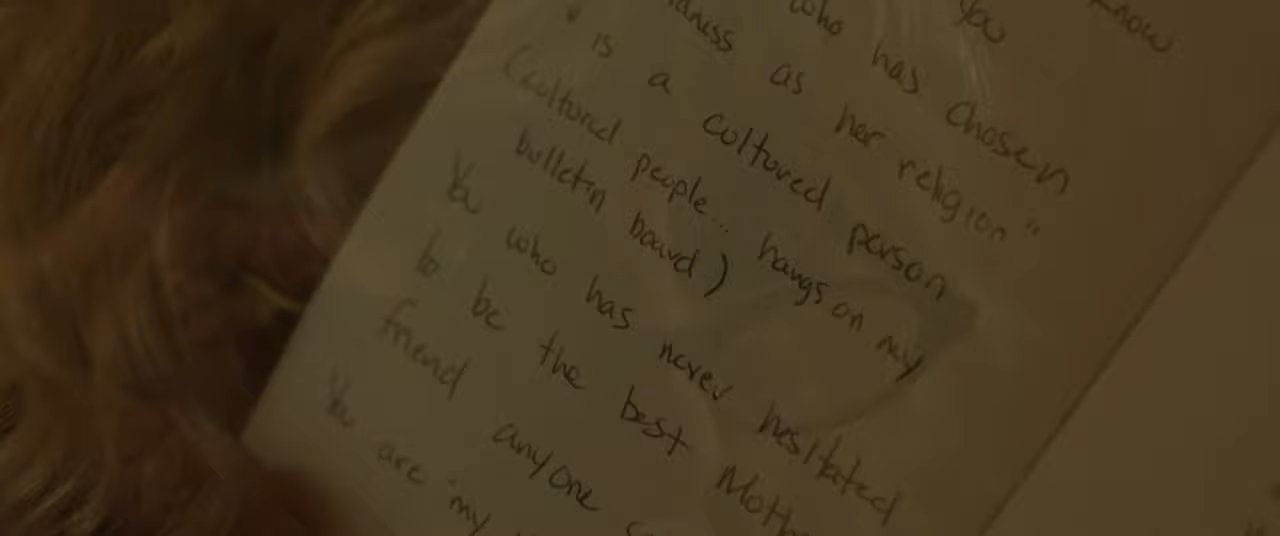 know
You
who has chosen
as her religion"
is a cultured person
(cultured people... hangs on my
bulletin board)
You who has never hesitated
to be the best
friend anyone
You are my